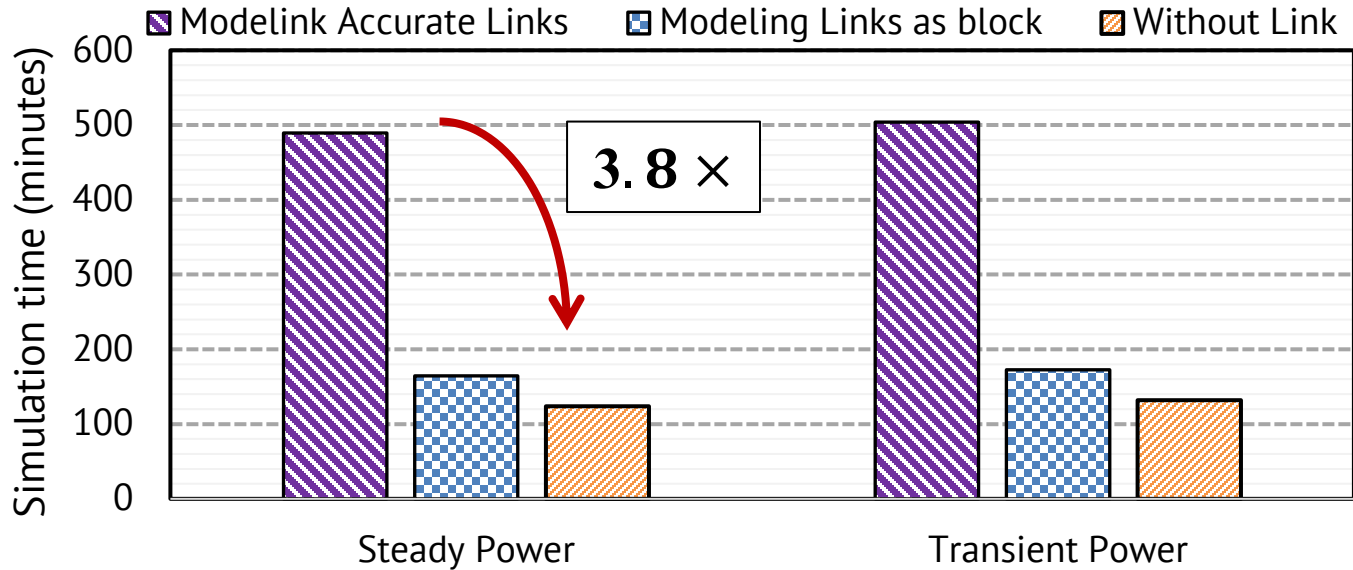 Modelink Accurate Links Modeling Links as block Without Link
Simulation time (minutes)
600
500
400
300
200
100
0
3.8 ×
Steady Power Transient Power